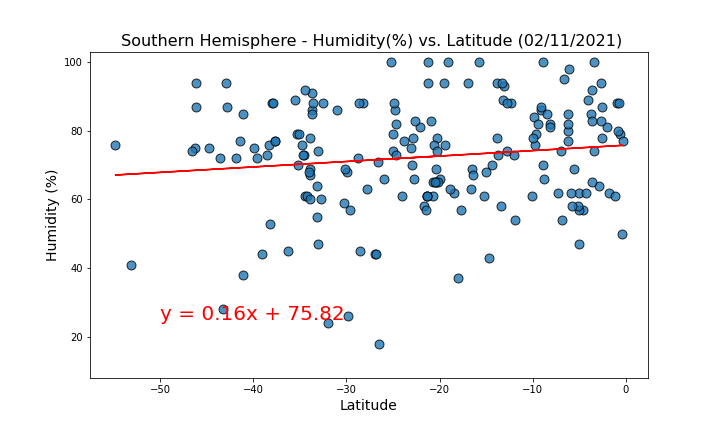 Southern Hemisphere - Humidity(%) vs. Latitude (02/11/2021)
100
80
60
40
20
Humidity (%)
y = 0.16x + 75.82
−50
−40
−30
−20
−10
0
Latitude